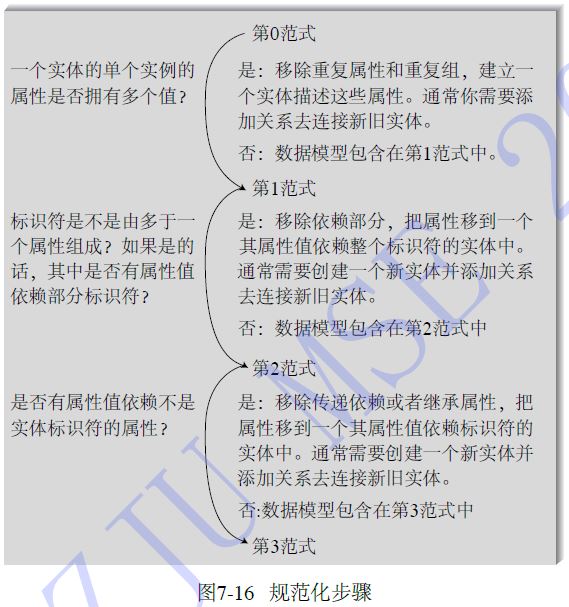 第0范式
一个实体的单个实例的
属性是否拥有多个值？
是：移除重复属性和重复组，建立一
个实体描述这些属性。通常你需要添
加关系去连接新旧实体。
否：数据模型包含在第1范式中。
第1范式
标识符是不是由多于一
个属性组成？如果是的
话，其中是否有属性值
依赖部分标识符？
是：移除依赖部分，把属性移到一个
其属性值依赖整个标识符的实体中。
通常需要创建一个新实体并添加关系
去连接新旧实体。
否：数据模型包含在第2范式中
第2范式
是否有属性值依赖不是
实体标识符的属性？
是：移除传递依赖或者继承属性，把
属性移到一个其属性值依赖标识符的
实体中。通常需要创建一个新实体并
添加关系去连接新旧实体。
否:数据模型包含在第3范式中
第3范式
图7-16 规范化步骤
ZJU MSE 20